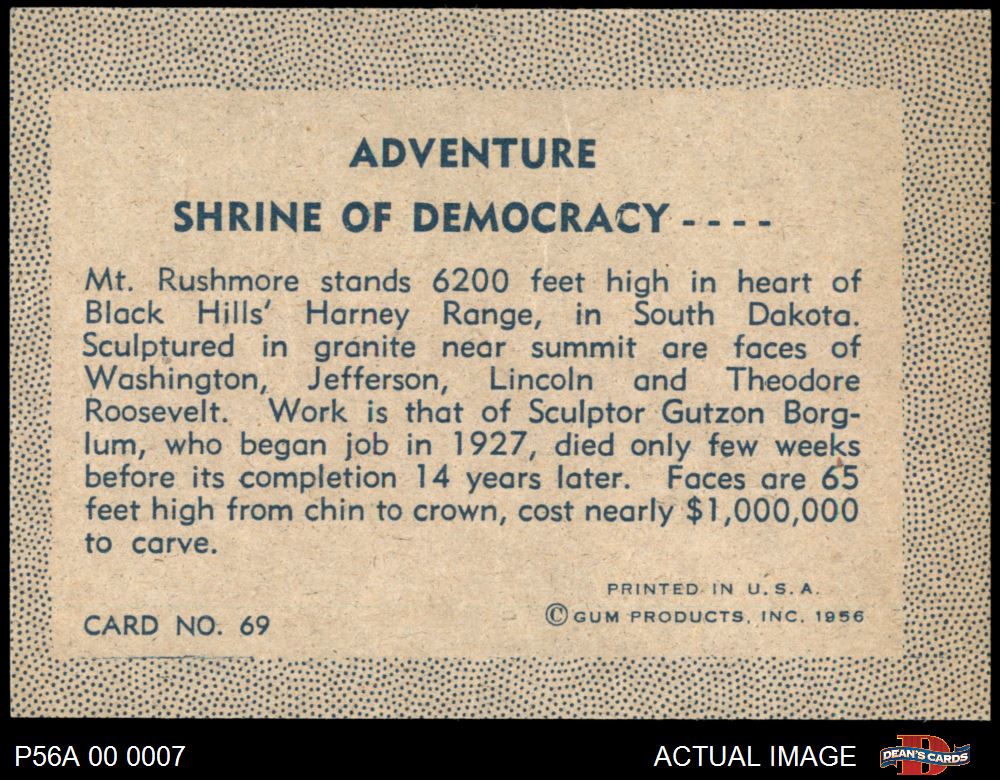 ADVENTURE
SHRINE OF DEMOCRACY - - - -
Mt. Rushmore stands 6200 feet high in heart of
Black Hills' Harney Range, in South Dakota.
Sculptured in granite near summit are faces of
Washington, Jefferson, Lincoln and Theodore
Roosevelt. Work is that of Sculptor Gutzon Borg-
lum, who began job in 1927, died only few weeks
before its completion 14 years later. Faces are 65
feet high from chin to crown, cost nearly $1,000,000
to carve.
PRINTED IN U.S.A.
CARD NO. 69
© GUM PRODUCTS, INC. 1956
P56A 00 0007
ACTUAL IMAGE
D
DEAN'S CARDS